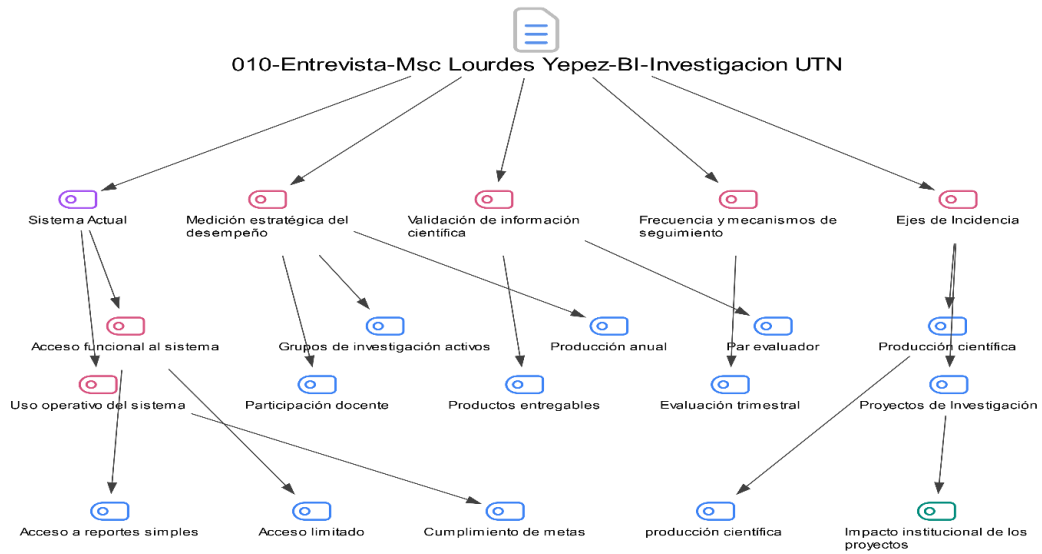 010-Entrevista-Msc Lourdes Yepez-BI-Investigacion UTN
Sistema Actual
Medición estratégica del
desempeño
Validación de información
científica
Frecuencia y mecanismos de
seguimiento
Ejes de Incidencia
Acceso funcional al sistema
Grupos de investigación activos
Producción anual
Par evaluador
Producción científica
Uso operativo del sistema
Participación docente
Productos entregables
Evaluación trimestral
Proyectos de Investigación
Acceso a reportes simples
Acceso limitado
Cumplimiento de metas
producción científica
Impacto institucional de los
proyectos